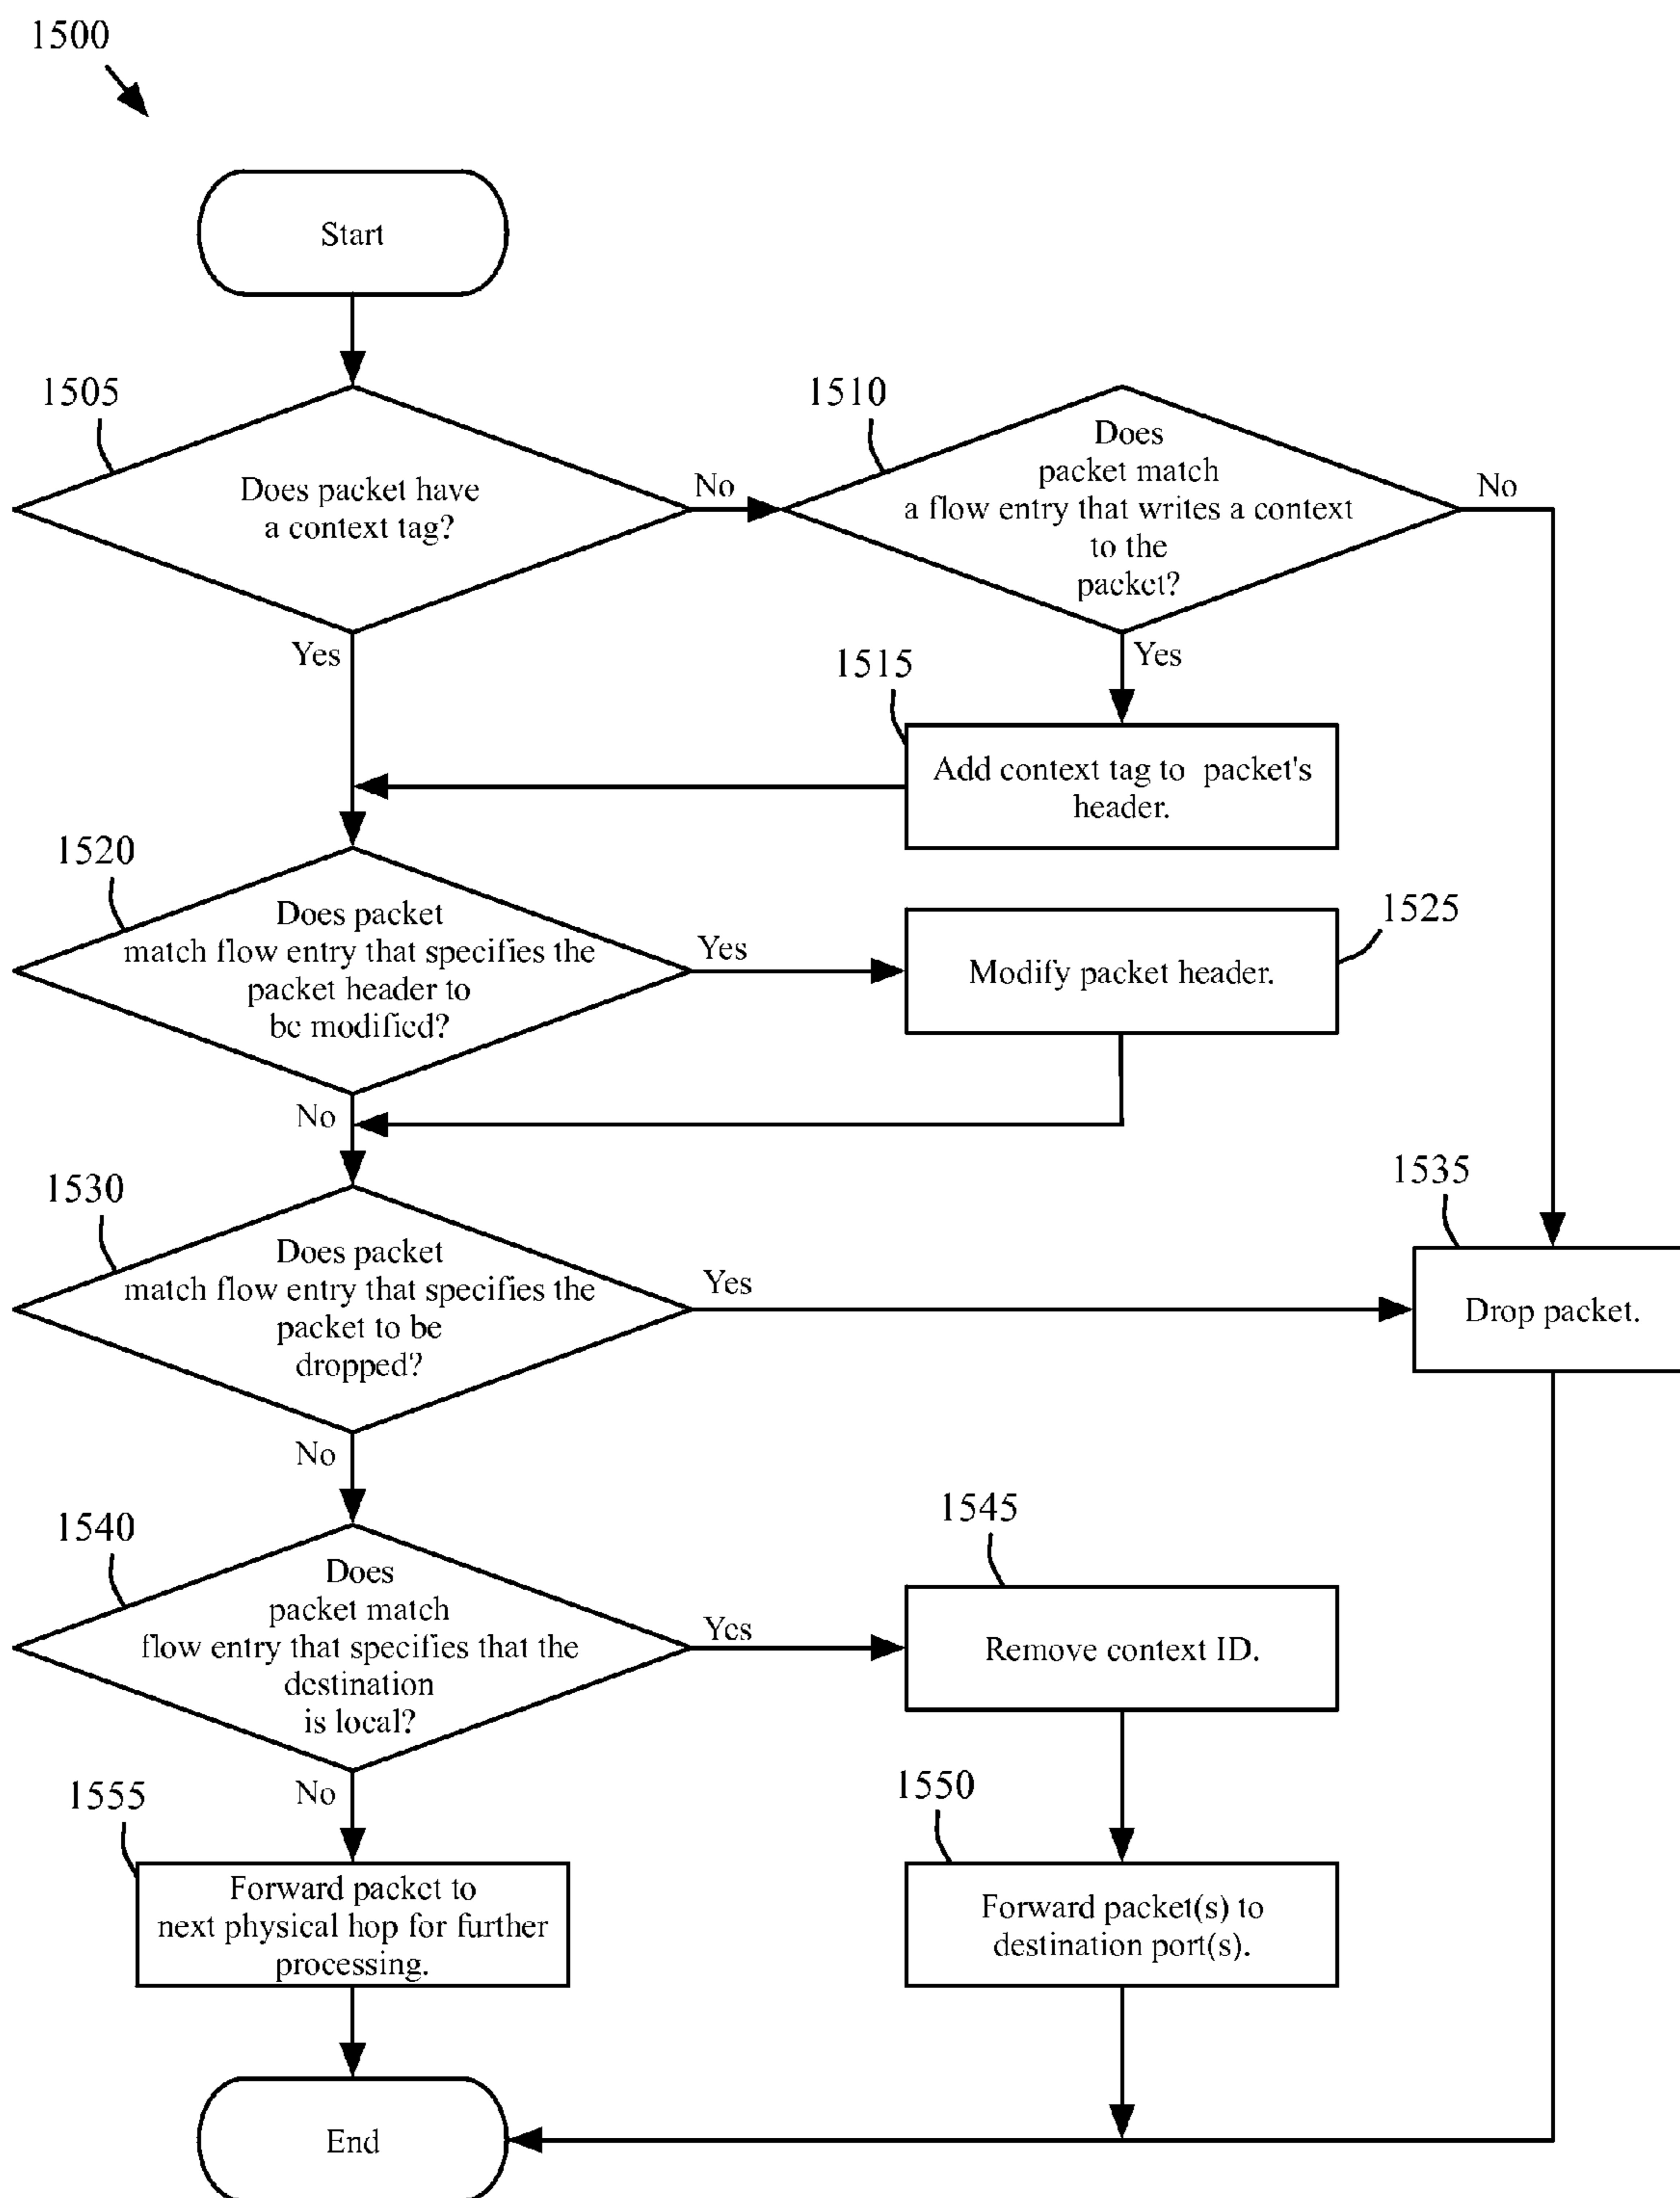 1500
Start
1505
Does packet have
a context tag?
No
1510
Does
packet match
a flow entry that writes a context
to the
packet?
No
Yes
Yes
1515
Add context tag to packet's
header.
1520
Does packet
match flow entry that specifies the
packet header to
be modified?
Yes
1525
Modify packet header.
No
1530
Does packet
match flow entry that specifies the
packet to be
dropped?
Yes
1535
Drop packet.
No
1540
Does
packet match
flow entry that specifies that the
destination
is local?
Yes
1545
Remove context ID.
No
1555
Forward packet to
next physical hop for further
processing.
1550
Forward packet(s) to
destination port(s).
End